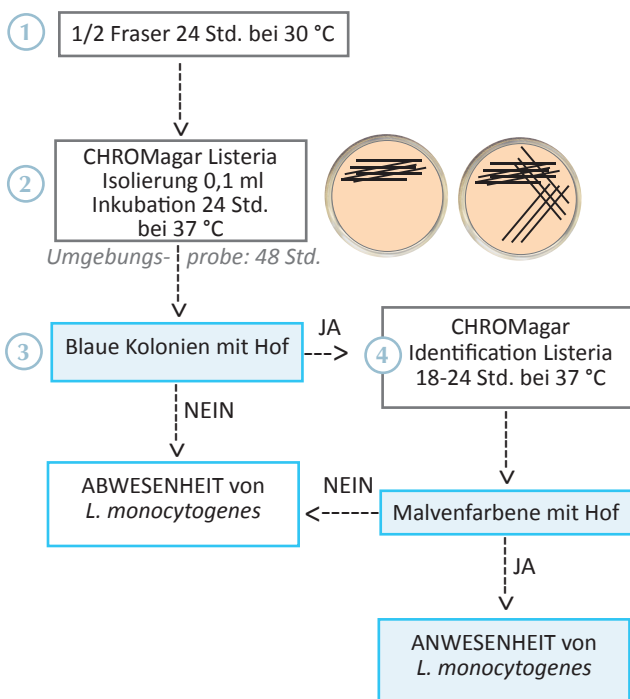 1
1/2 Fraser 24 Std. bei 30 °C
2
CHROMagar Listeria
Isolierung 0,1 ml
Inkubation 24 Std.
bei 37 °C
Umgebungs- probe: 48 Std.
3
Blaue Kolonien mit Hof
JA
4
CHROMagar
Identification Listeria
18-24 Std. bei 37 °C
NEIN
ABWESENHEIT von
L. monocytogenes
NEIN
Malvenfarbene mit Hof
JA
ANWESENHEIT von
L. monocytogenes